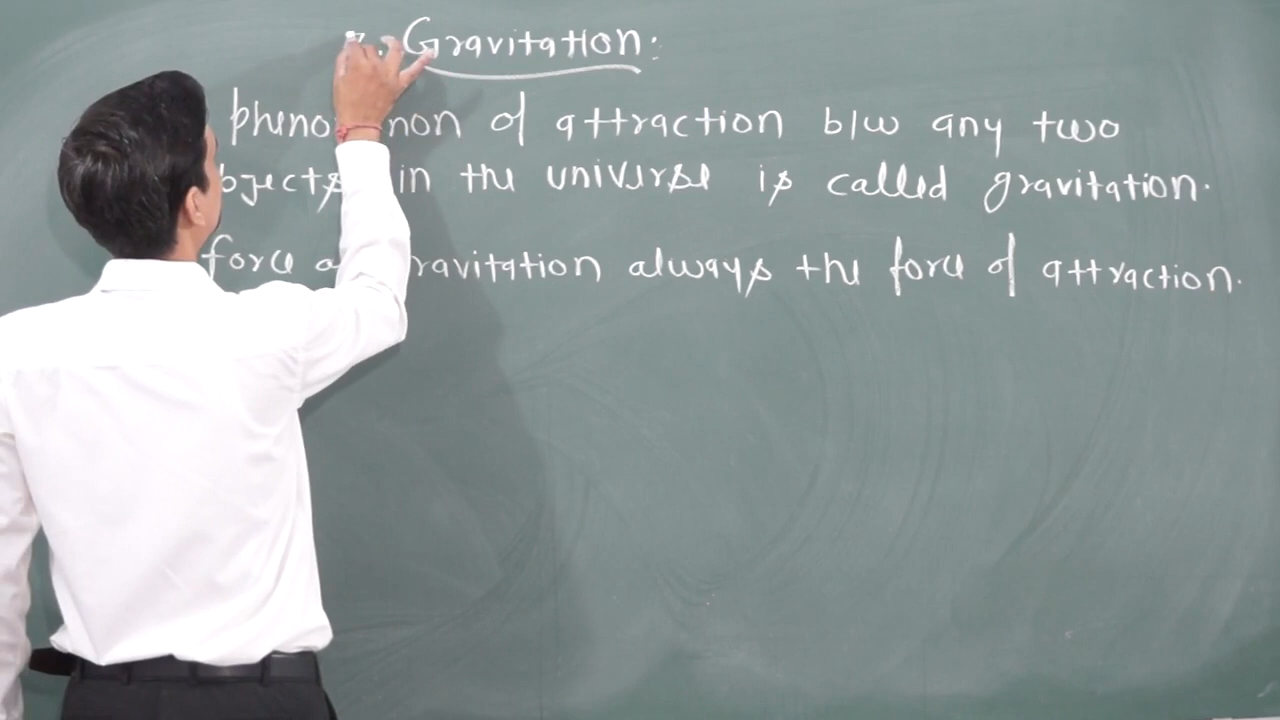 Gravitation:
phenomenon of attraction b/w any two
objects in the universe is called gravitation.
force of gravitation always the force of attraction.